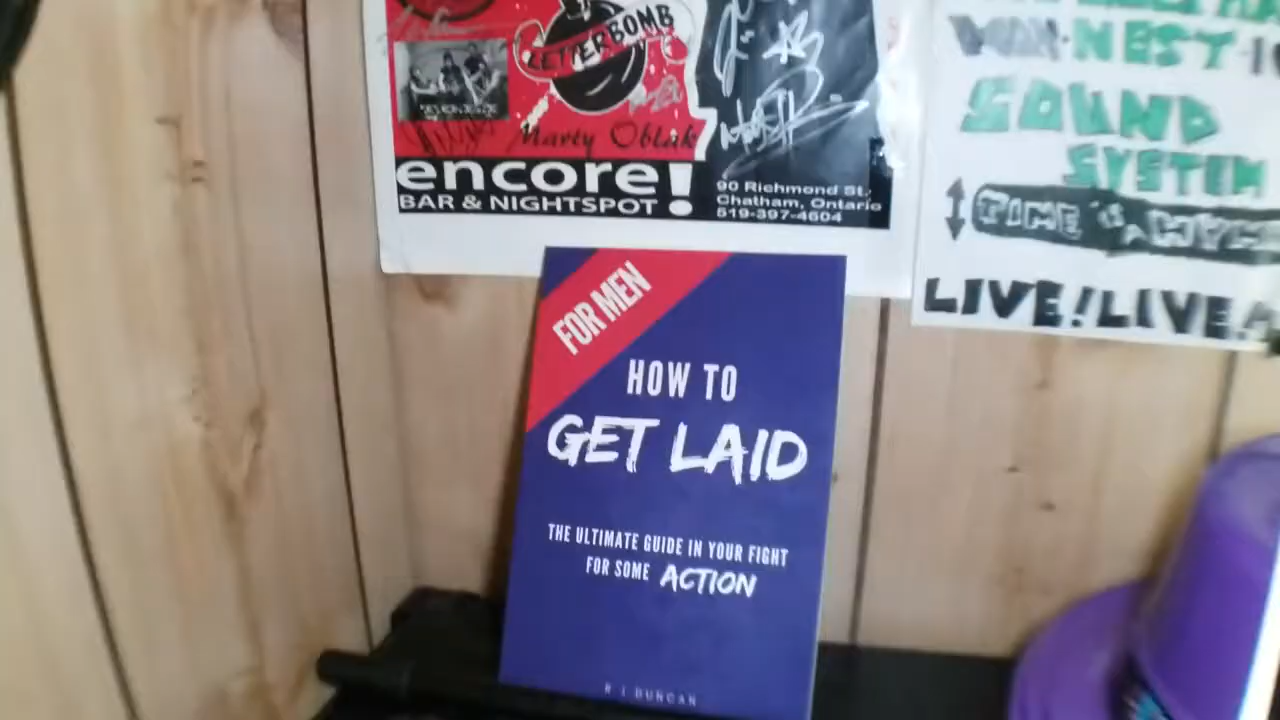 LETTERBOMB
Marty Oblak
encore!
BAR & NIGHTSPOT
90 Richmond St.
Chatham, Ontario
519-397-4604
NEST
SOUND
SYSTEM
TIME
LIVE! LIVE!
FOR MEN
HOW TO
GET LAID
THE ULTIMATE GUIDE IN YOUR FIGHT
FOR SOME ACTION
R J DUNCAN